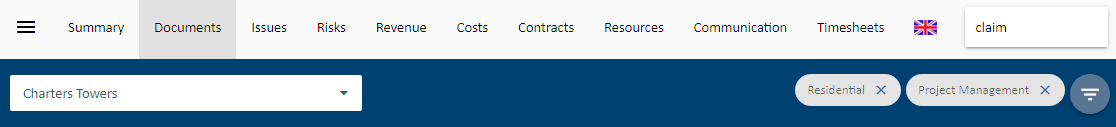 Summary Documents Issues Risks Revenue Costs Contracts Resources Communication Timesheets claim
Charters Towers Residential Project Management